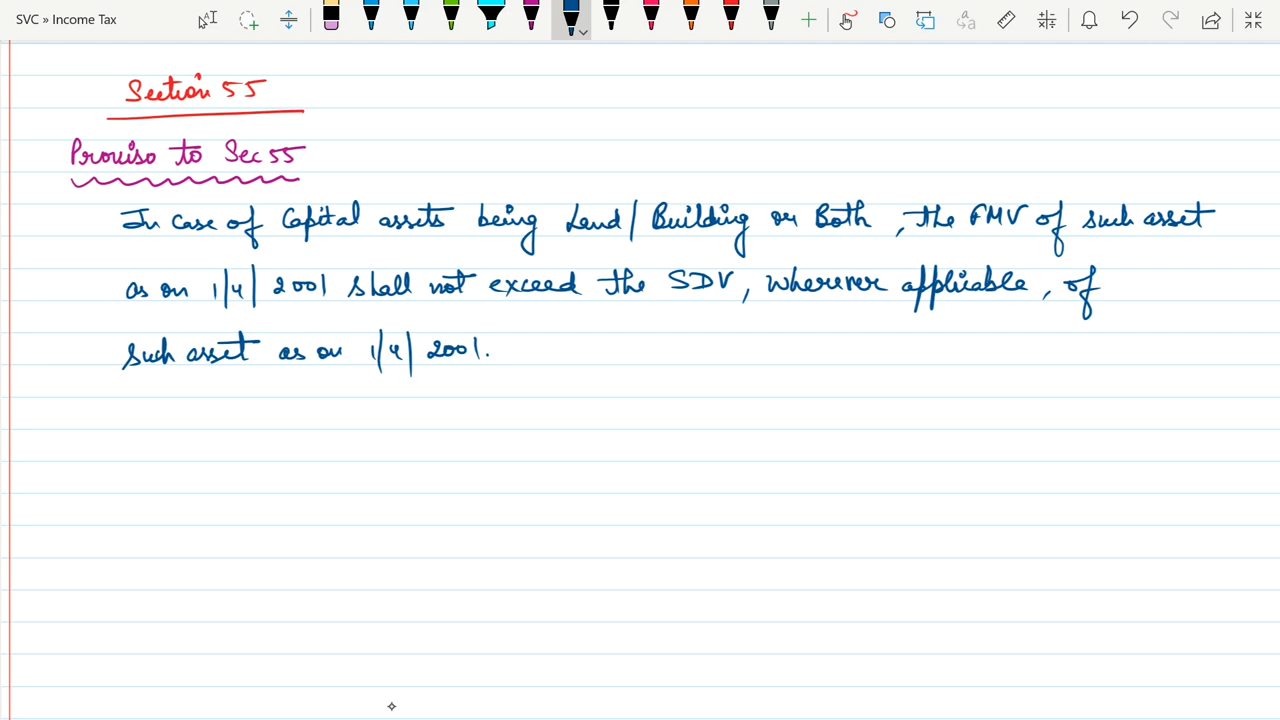 SVC » Income Tax
Section 55
Proviso to Sec 55
In case of Capital assets being Land/Building or Both, the FMV of such asset
as on 1/4/2001 shall not exceed the SDV, wherever applicable, of
such asset as on 1/4/2001.